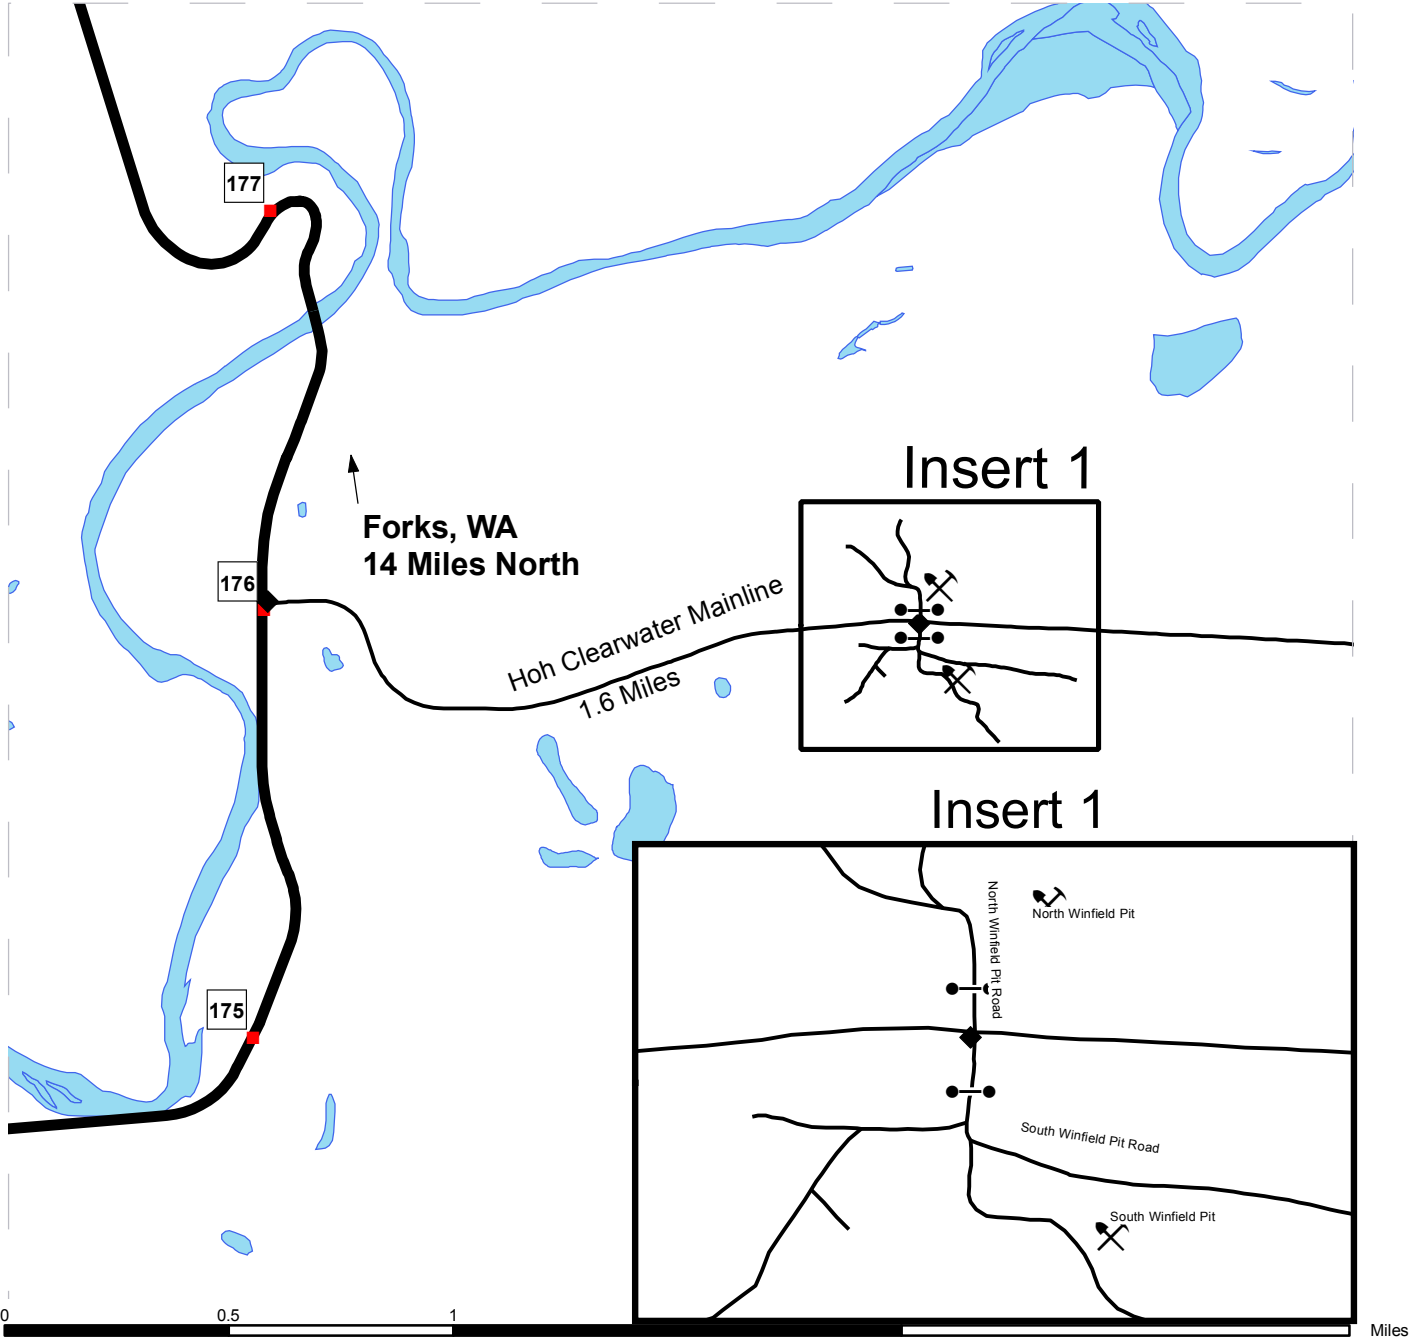 177
Insert 1
Forks, WA
14 Miles North
176
Hoh Clearwater Mainline
1.6 Miles
Insert 1
North Winfield Pit Road
North Winfield Pit
175
South Winfield Pit Road
South Winfield Pit
0 0.5 1 Miles